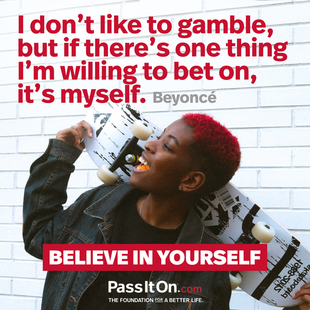 I don't like to gamble,
but if there's one thing
I'm willing to bet on,
it's myself. Beyoncé
BELIEVE IN YOURSELF
PassItOn.com
THE FOUNDATION FOR A BETTER LIFE.